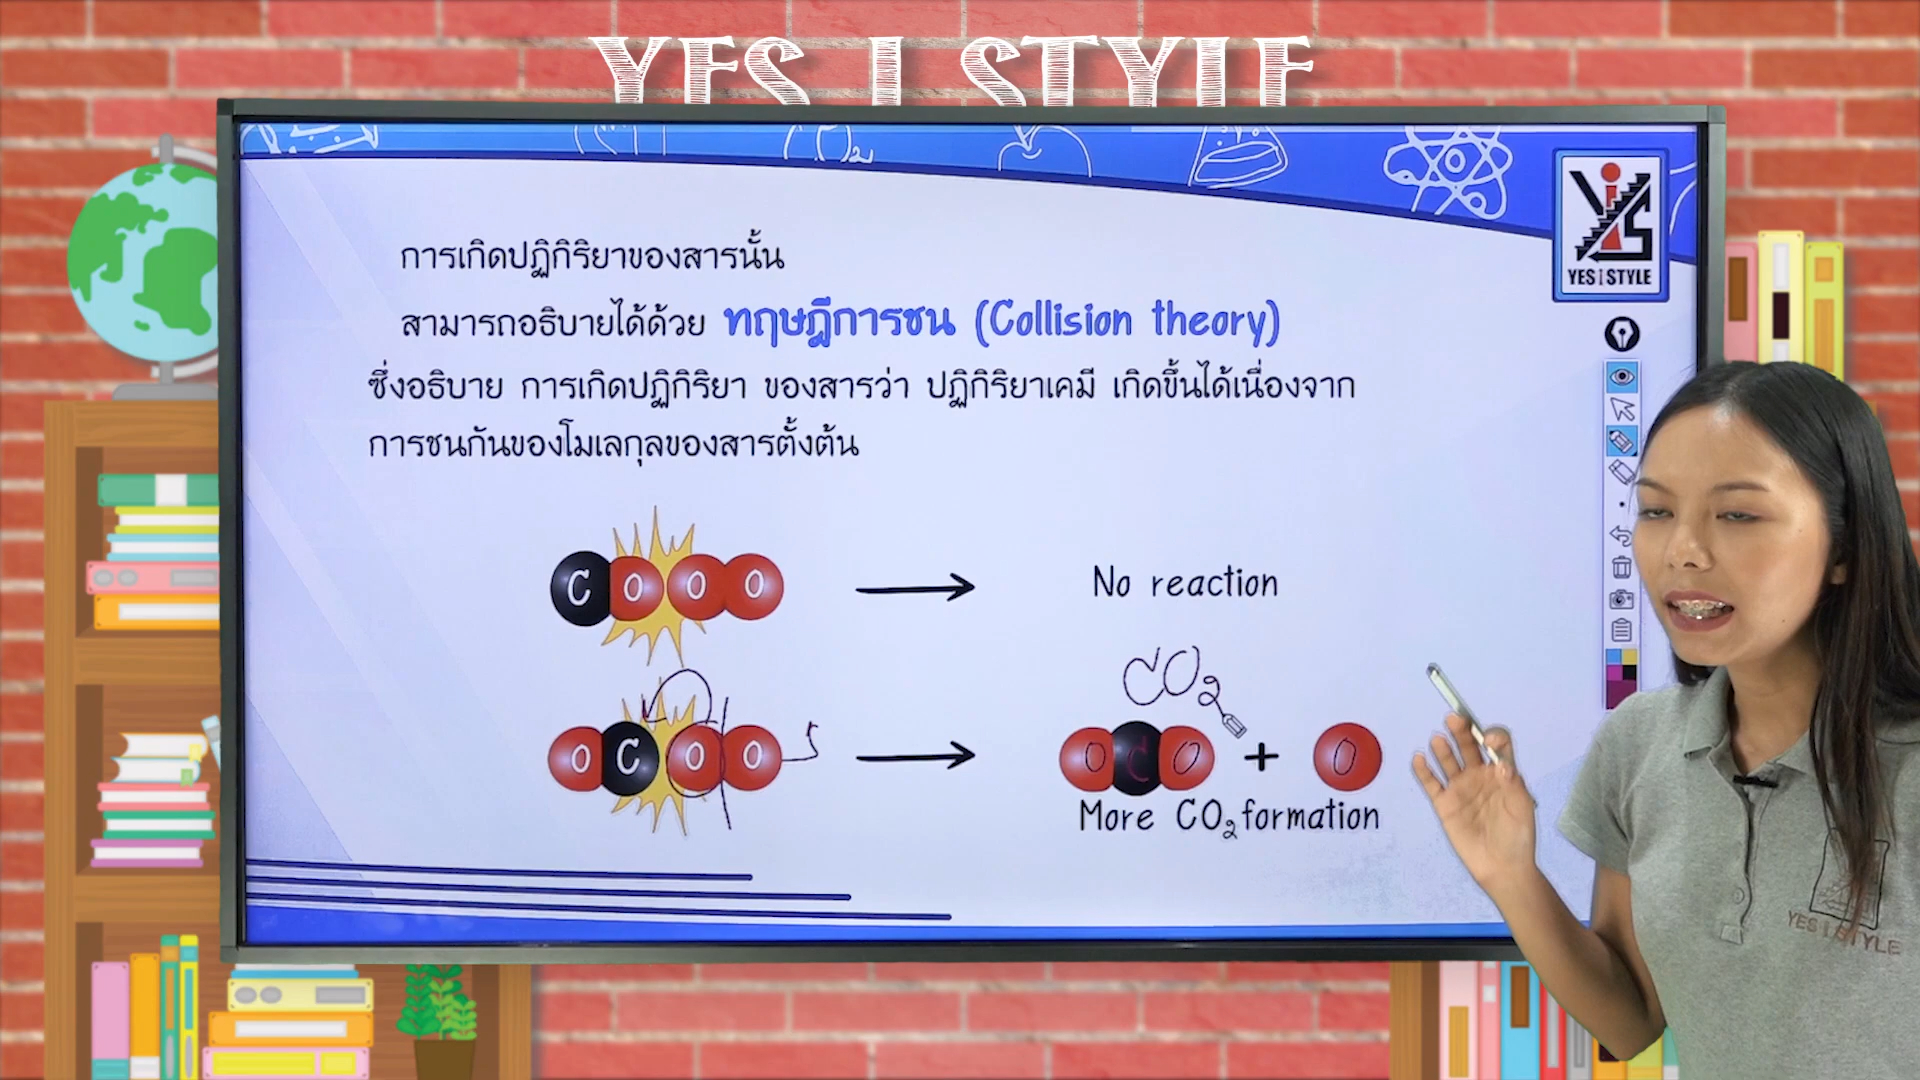 YES I STYLE
O₂
YES I STYLE
การเกิดปฏิกิริยาของสารนั้น
สามารถอธิบายได้ด้วย ทฤษฎีการชน (Collision theory)
ซึ่งอธิบาย การเกิดปฏิกิริยา ของสารว่า ปฏิกิริยาเคมี เกิดขึ้นได้เนื่องจาก
การชนกันของโมเลกุลของสารตั้งต้น
C O O O → No reaction
CO₂
O C O O → O C O + O
More CO₂ formation
YES I STYLE